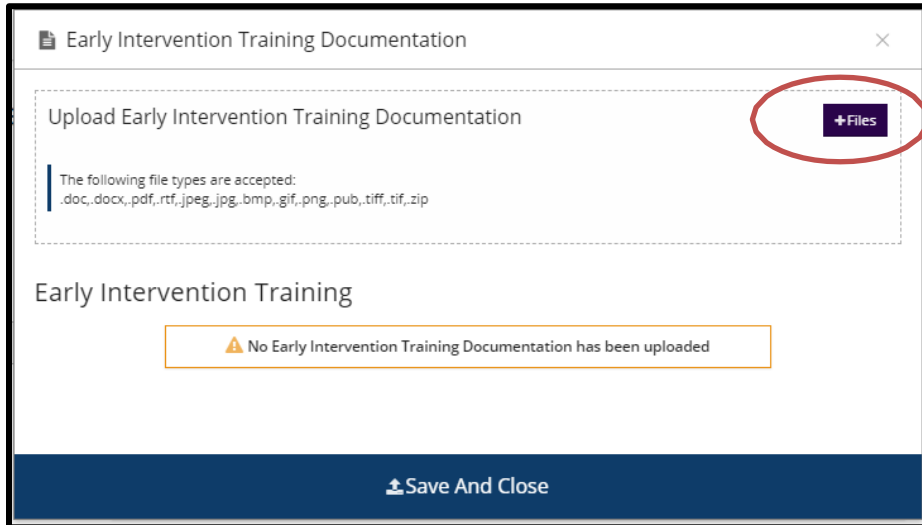 Early Intervention Training Documentation
Upload Early Intervention Training Documentation
+Files
The following file types are accepted:
.doc,.docx,.pdf,.rtf,.jpeg,.jpg,.bmp,.gif,.png,.pub,.tiff,.tif,.zip
Early Intervention Training
No Early Intervention Training Documentation has been uploaded
Save And Close